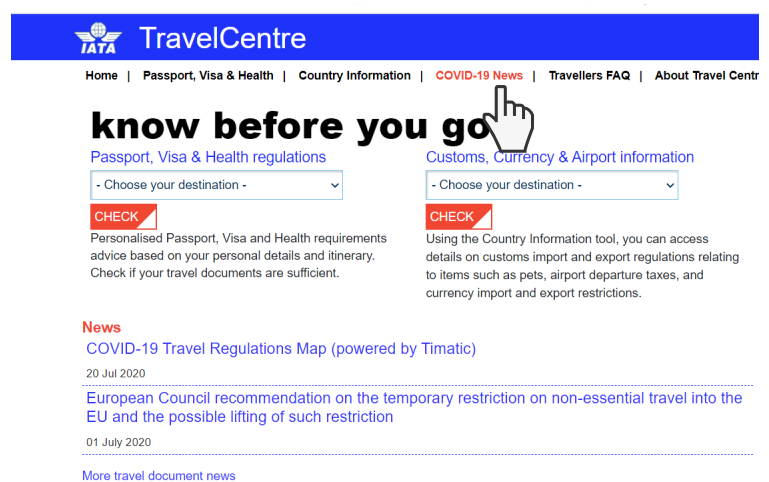 IATA TravelCentre
Home | Passport, Visa & Health | Country Information | COVID-19 News | Travellers FAQ | About Travel Centr
know before you go
Passport, Visa & Health regulations
- Choose your destination -
CHECK
Personalised Passport, Visa and Health requirements
advice based on your personal details and itinerary.
Check if your travel documents are sufficient.
Customs, Currency & Airport information
- Choose your destination -
CHECK
Using the Country Information tool, you can access
details on customs import and export regulations relating
to items such as pets, airport departure taxes, and
currency import and export restrictions.
News
COVID-19 Travel Regulations Map (powered by Timatic)
20 Jul 2020
European Council recommendation on the temporary restriction on non-essential travel into the
EU and the possible lifting of such restriction
01 July 2020
More travel document news